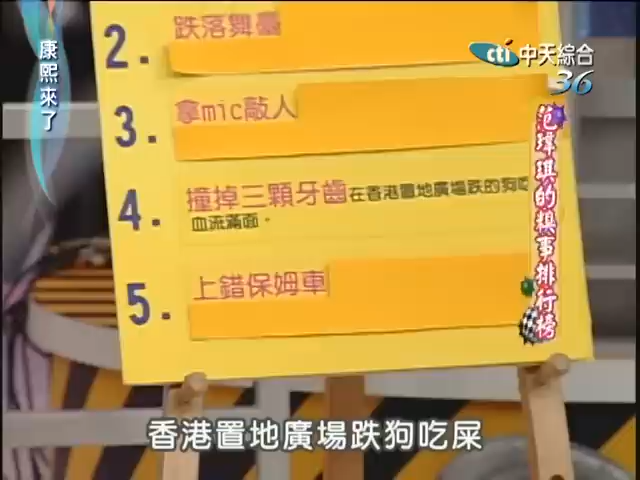 康熙來了
cti 中天綜合
36
2. 跌落舞臺
3. 拿mic敲人
4. 撞掉三顆牙齒 在香港置地廣場跌的狗吃
血流滿面。
5. 上錯保姆車
范瑋琪的糗事排行榜
香港置地廣場跌狗吃屎